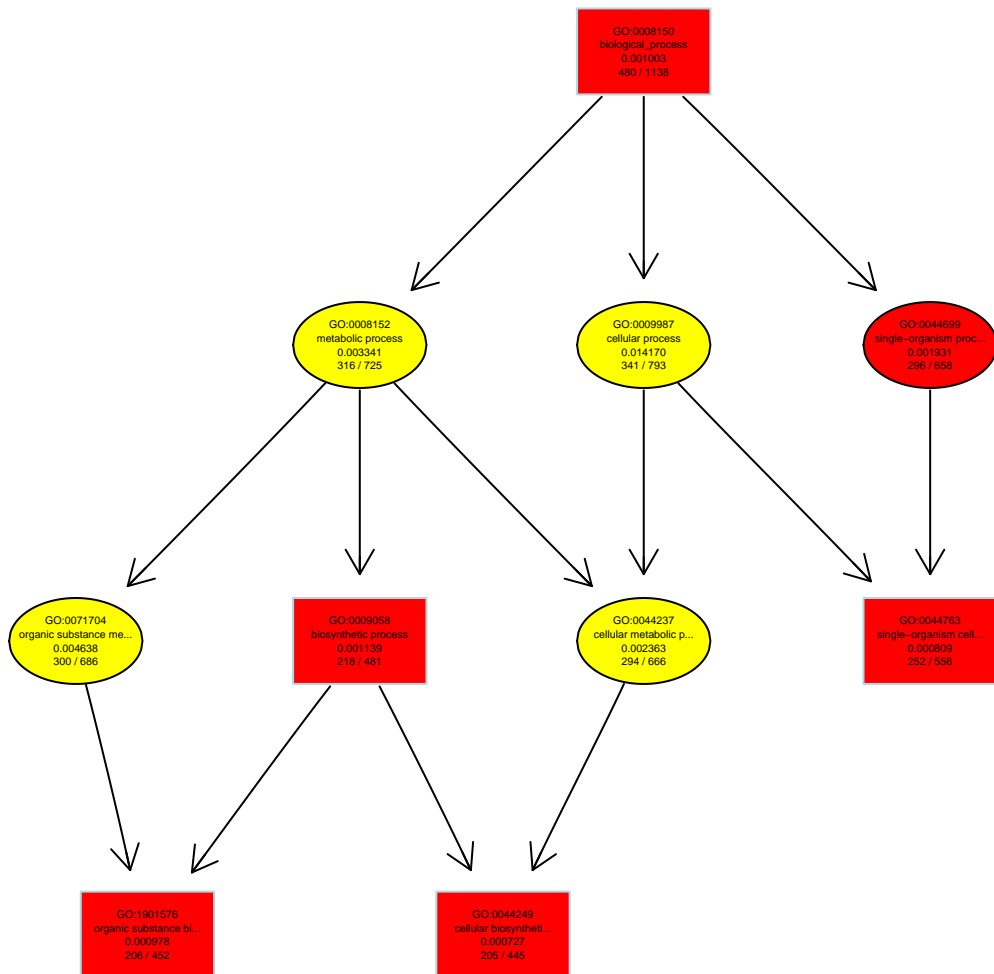 GO:0008150
biological_process
0.001003
480 / 1138
GO:0008152
metabolic process
0.003341
316 / 725
GO:0009987
cellular process
0.014170
341 / 793
GO:0044699
single−organism proc...
0.001931
296 / 658
GO:0071704
organic substance me...
0.004638
300 / 686
GO:0009058
biosynthetic process
0.001139
218 / 481
GO:0044237
cellular metabolic p...
0.002363
294 / 666
GO:0044763
single−organism cell...
0.000809
252 / 556
GO:1901576
organic substance bi...
0.000978
206 / 452
GO:0044249
cellular biosyntheti...
0.000727
205 / 445